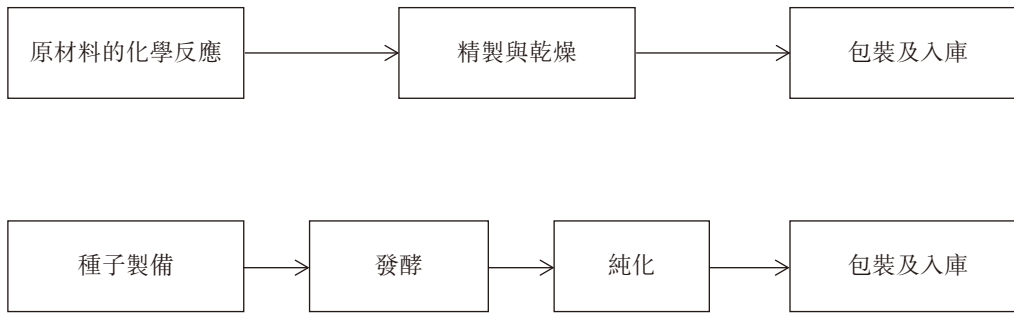 原材料的化學反應
精製與乾燥
包裝及入庫
種子製備
發酵
純化
包裝及入庫